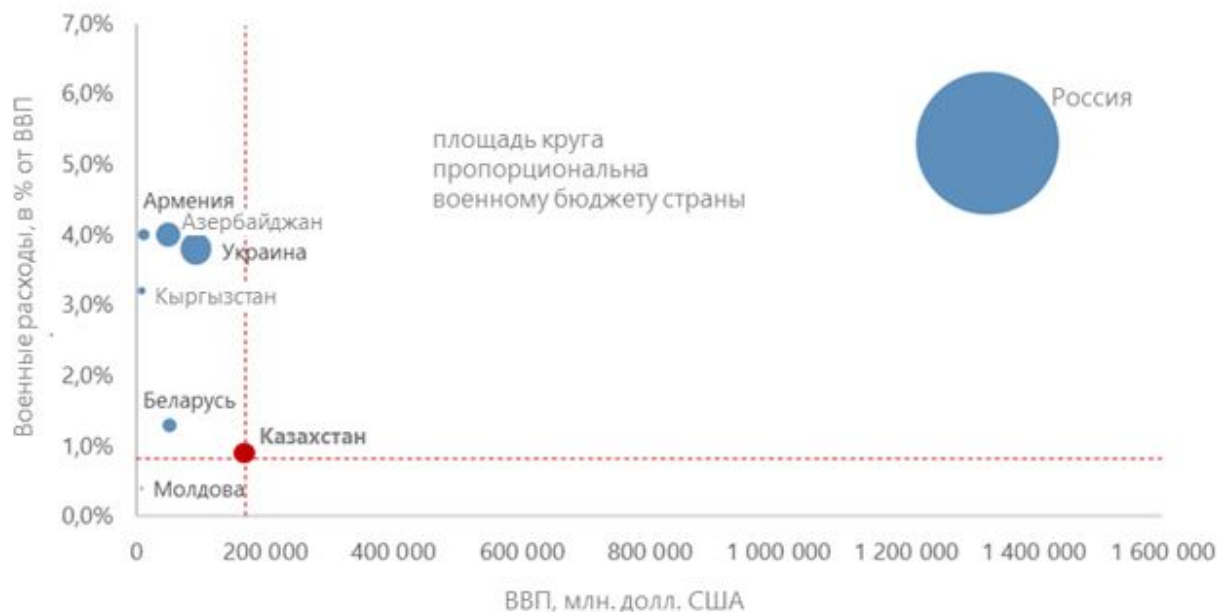 7,0%
6,0%
5,0%
4,0%
3,0%
2,0%
1,0%
0,0%
Военные расходы, в % от ВВП
Россия
площадь круга
пропорциональна
военному бюджету страны
Армения
Азербайджан
Украина
Кыргызстан
Беларусь
Казахстан
Молдова
0
200 000
400 000
600 000
800 000
1 000 000
1 200 000
1 400 000
1 600 000
ВВП, млн. долл. США